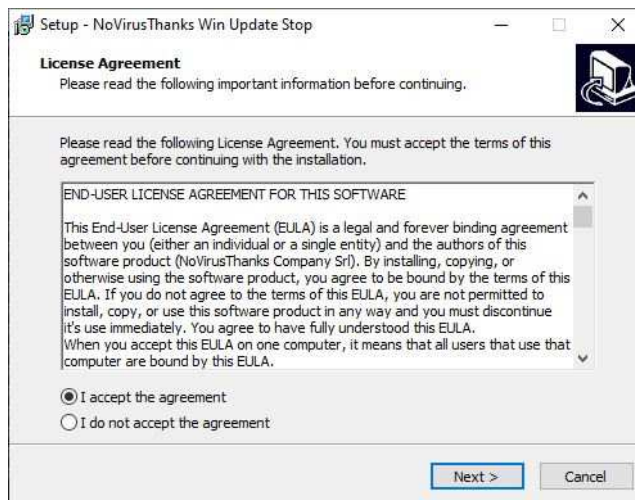 Setup - NoVirusThanks Win Update Stop
License Agreement
Please read the following important information before continuing.
Please read the following License Agreement. You must accept the terms of this
agreement before continuing with the installation.
END-USER LICENSE AGREEMENT FOR THIS SOFTWARE
This End-User License Agreement (EULA) is a legal and forever binding agreement
between you (either an individual or a single entity) and the authors of this
software product (NoVirusThanks Company Srl). By installing, copying, or
otherwise using the software product, you agree to be bound by the terms of this
EULA. If you do not agree to the terms of this EULA, you are not permitted to
install, copy, or use this software product in any way and you must discontinue
it's use immediately. You agree to have fully understood this EULA.
When you accept this EULA on one computer, it means that all users that use that
computer are bound by this EULA.
I accept the agreement
I do not accept the agreement
Next >
Cancel